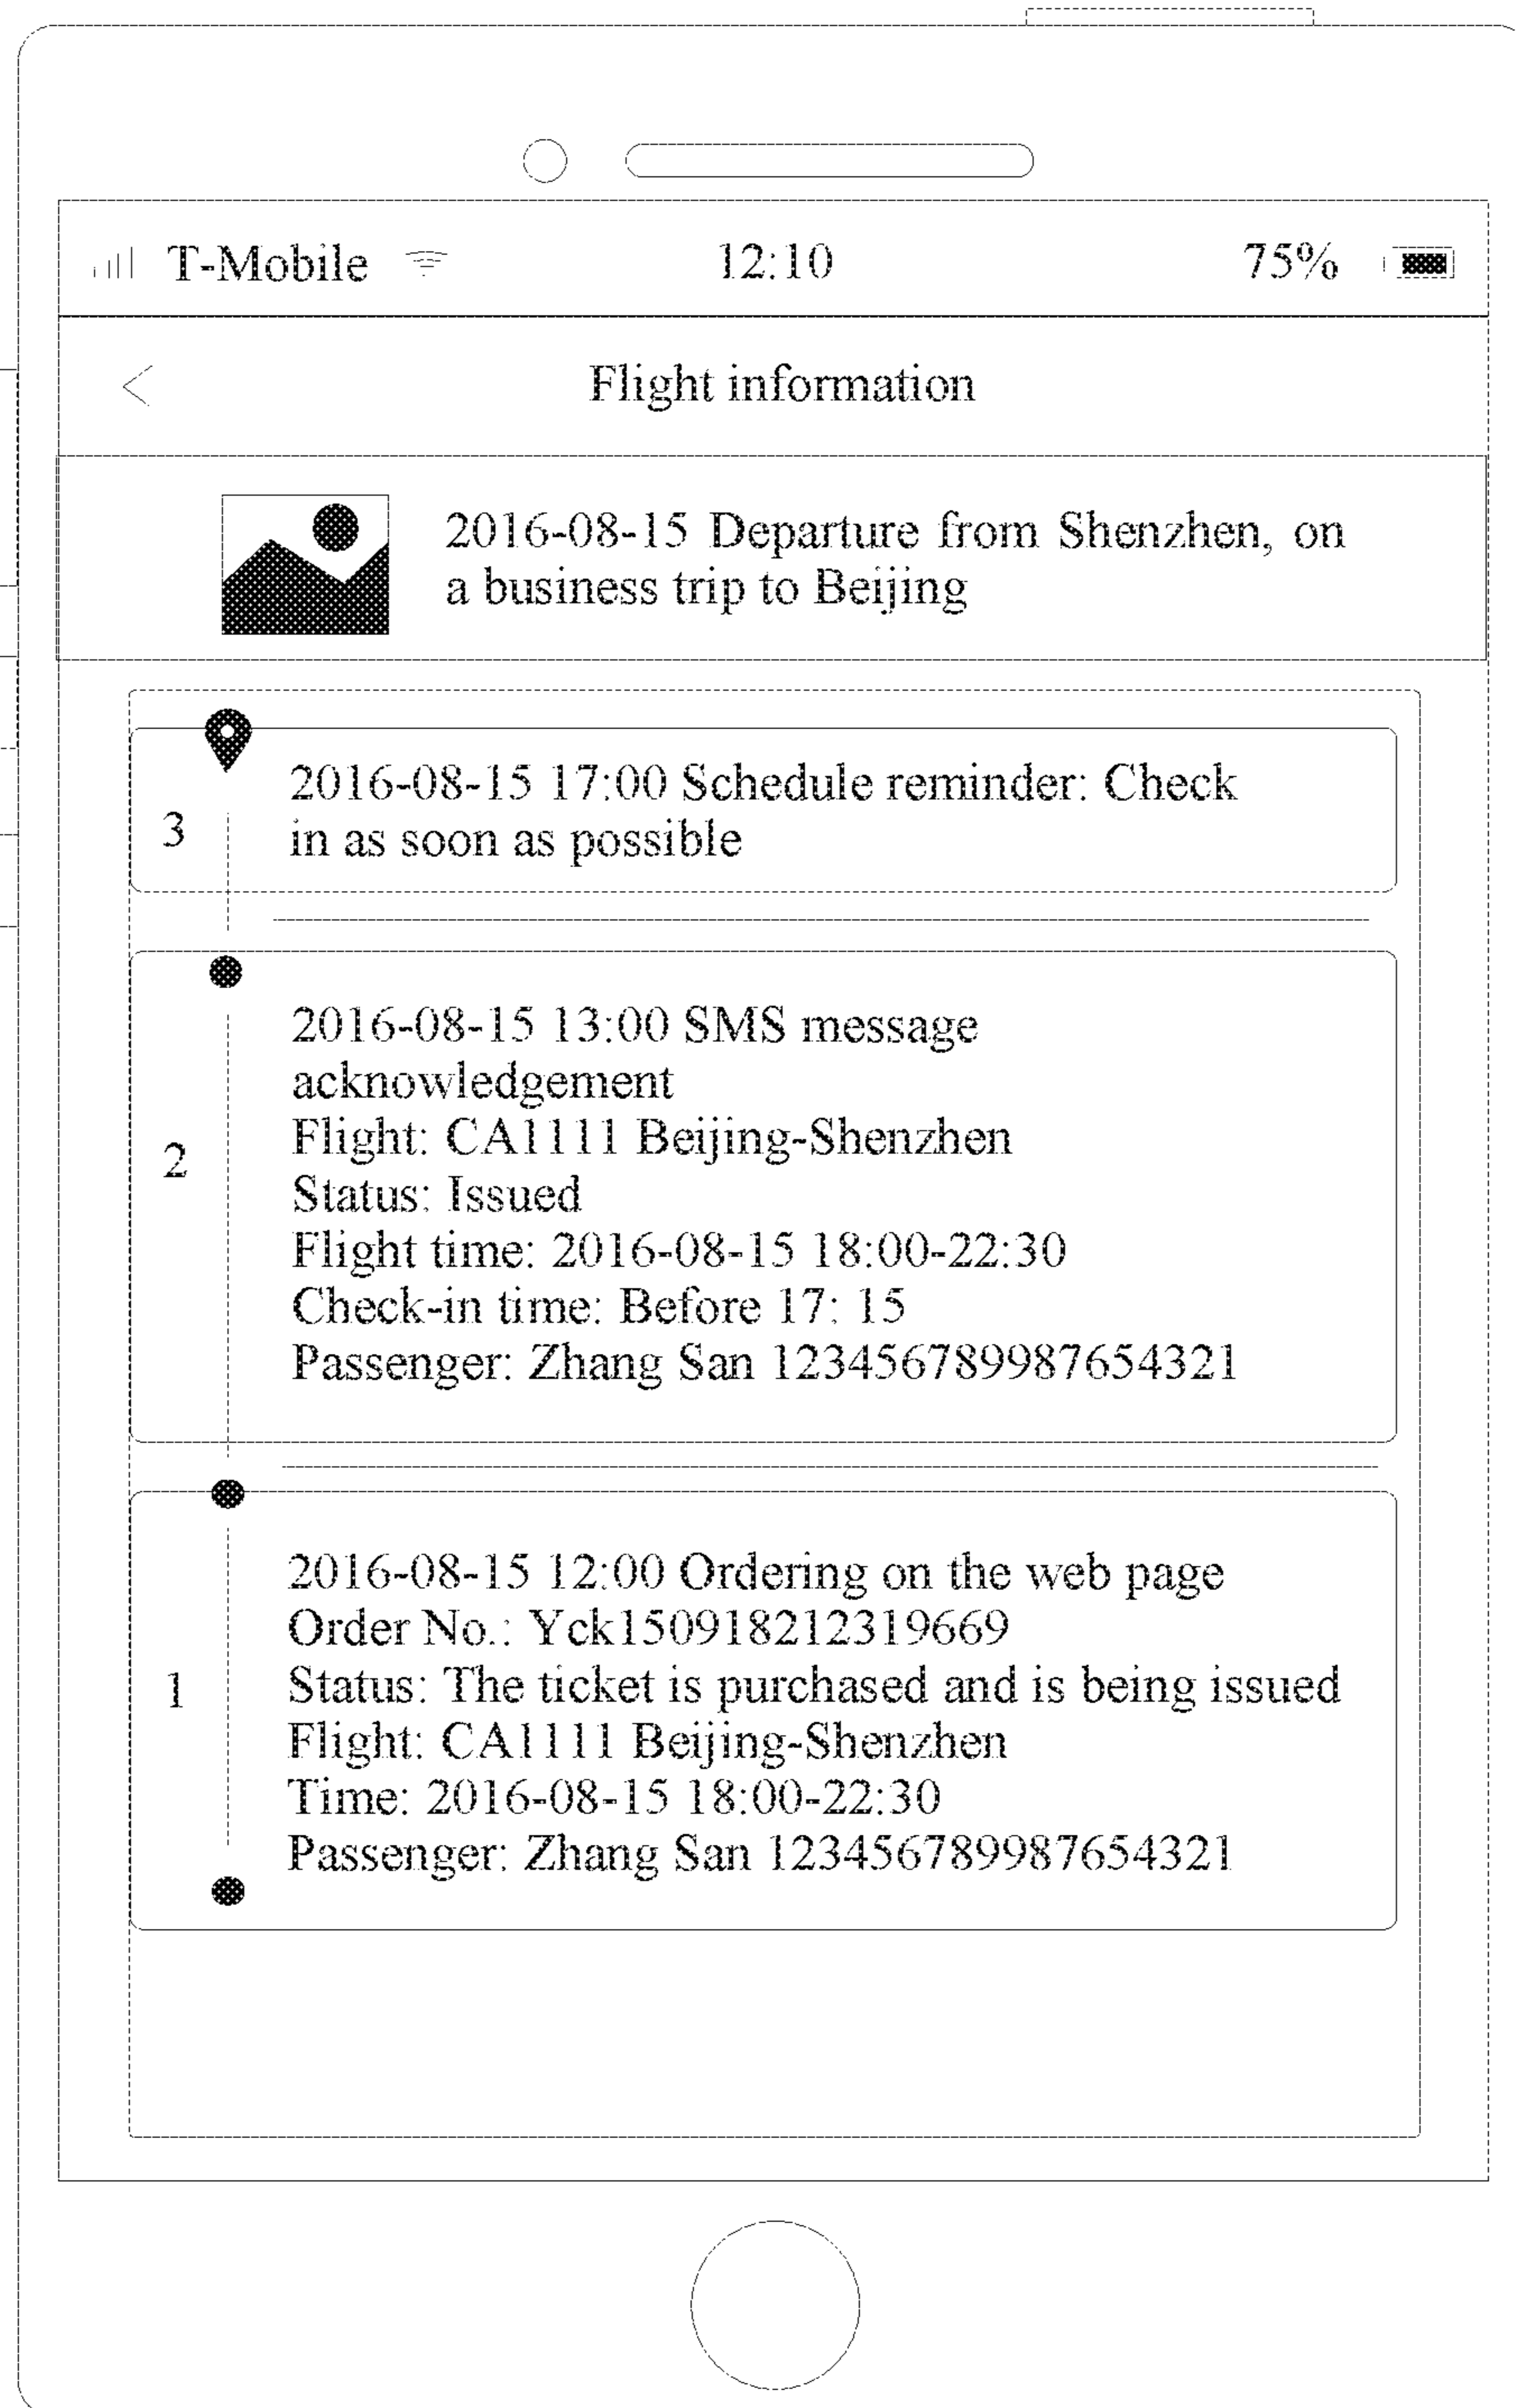 T-Mobile 12:10 75%
<
Flight information
2016-08-15 Departure from Shenzhen, on
a business trip to Beijing
3
2016-08-15 17:00 Schedule reminder: Check
in as soon as possible
2
2016-08-15 13:00 SMS message
acknowledgement
Flight: CA1111 Beijing-Shenzhen
Status: Issued
Flight time: 2016-08-15 18:00-22:30
Check-in time: Before 17: 15
Passenger: Zhang San 123456789987654321
1
2016-08-15 12:00 Ordering on the web page
Order No.: Yck150918212319669
Status: The ticket is purchased and is being issued
Flight: CA1111 Beijing-Shenzhen
Time: 2016-08-15 18:00-22:30
Passenger: Zhang San 123456789987654321